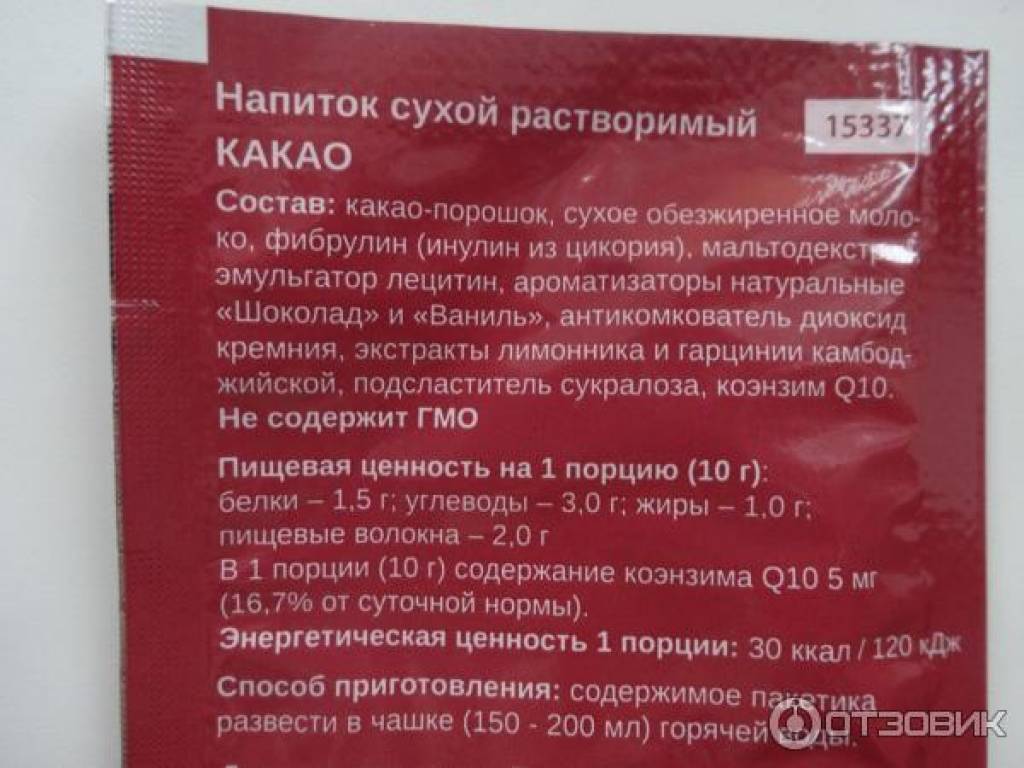 Напиток сухой растворимый
15337
КАКАО
Состав: какао-порошок, сухое обезжиренное моло-
ко, фибрулин (инулин из цикория), мальтодекстрин,
эмульгатор лецитин, ароматизаторы натуральные
«Шоколад» и «Ваниль», антикомкователь диоксид
кремния, экстракты лимонника и гарцинии камбод-
жийской, подсластитель сукралоза, коэнзим Q10.
Не содержит ГМО
Пищевая ценность на 1 порцию (10 г):
белки – 1,5 г; углеводы – 3,0 г; жиры – 1,0 г;
пищевые волокна – 2,0 г
В 1 порции (10 г) содержание коэнзима Q10 5 мг
(16,7% от суточной нормы).
Энергетическая ценность 1 порции: 30 ккал / 120 кДж
Способ приготовления: содержимое пакетика
развести в чашке (150 - 200 мл) горячей воды.
ОТЗОВИК